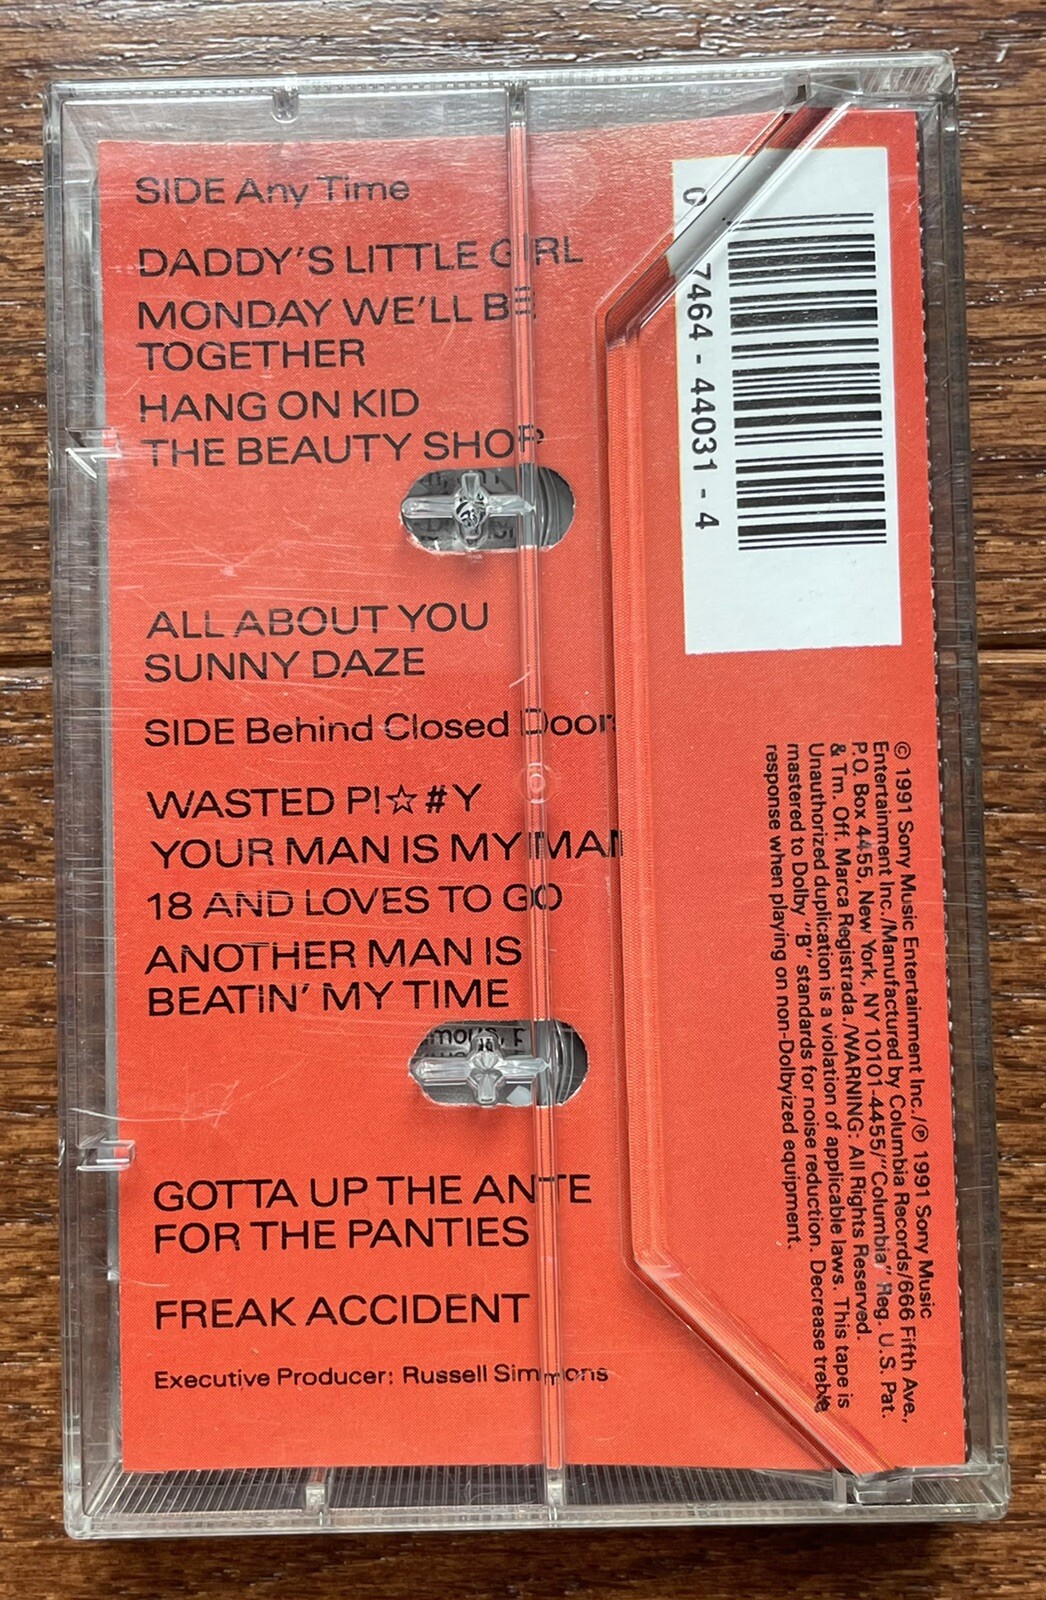 SIDE Any Time
DADDY'S LITTLE GIRL
MONDAY WE'LL BE
TOGETHER
HANG ON KID
THE BEAUTY SHOP
ALL ABOUT YOU
SUNNY DAZE
SIDE Behind Closed Doors
WASTED P!☆#Y
YOUR MAN IS MY MAN
18 AND LOVES TO GO
ANOTHER MAN IS
BEATIN' MY TIME
GOTTA UP THE ANTE
FOR THE PANTIES
FREAK ACCIDENT
Executive Producer: Russell Simmons
0 7464-44031-4
© 1991 Sony Music Entertainment Inc./℗ 1991 Sony Music
Entertainment Inc./Manufactured by Columbia Records/666 Fifth Ave.,
P.O. Box 4455, New York, NY 10101-4455/"Columbia" Reg. U.S. Pat.
& Tm. Off. Marca Registrada./WARNING: All Rights Reserved.
Unauthorized duplication is a violation of applicable laws. This tape is
mastered to Dolby "B" standards for noise reduction. Decrease treble
response when playing on non-Dolbyized equipment.